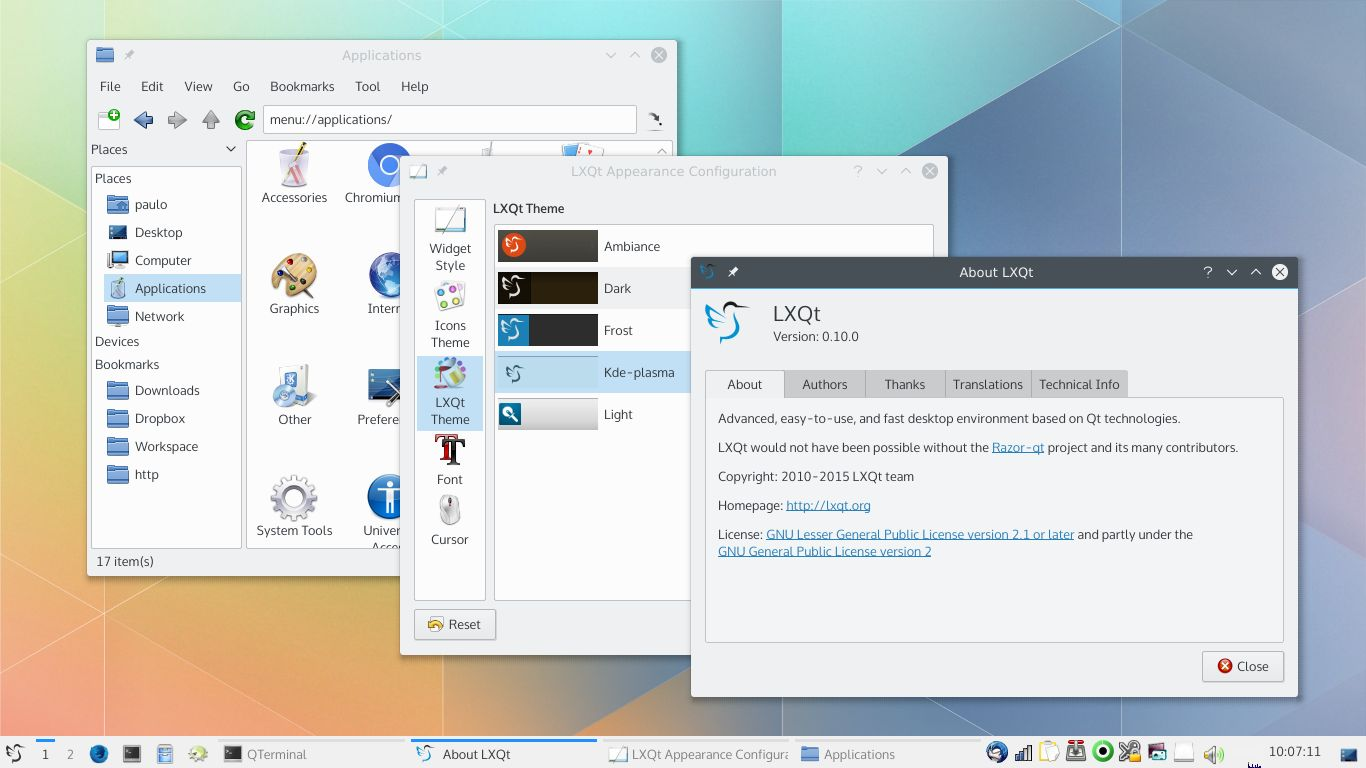 Applications
File Edit View Go Bookmarks Tool Help
menu://applications/
Places
Places
paulo
Desktop
Computer
Applications
Network
Devices
Bookmarks
Downloads
Dropbox
Workspace
http
Accessories
Chromium
Graphics
Intern
Other
Prefere
System Tools
Univer
Acce
17 item(s)
LXQt Appearance Configuration
Widget
Style
Icons
Theme
LXQt
Theme
Font
Cursor
LXQt Theme
Ambiance
Dark
Frost
Kde-plasma
Light
Reset
About LXQt
LXQt
Version: 0.10.0
About Authors Thanks Translations Technical Info
Advanced, easy-to-use, and fast desktop environment based on Qt technologies.
LXQt would not have been possible without the Razor-qt project and its many contributors.
Copyright: 2010-2015 LXQt team
Homepage: http://lxqt.org
License: GNU Lesser General Public License version 2.1 or later and partly under the
GNU General Public License version 2
Close
1 2 QTerminal About LXQt LXQt Appearance Configura Applications 10:07:11